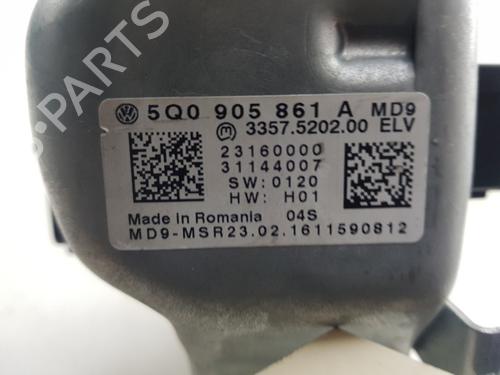 B PARTS
5Q0 905 861 A MD9
3357.5202.00 ELV
23160000
31144007
SW: 0120
HW: H01
Made in Romania 04S
MD9-MSR23.02.1611590812